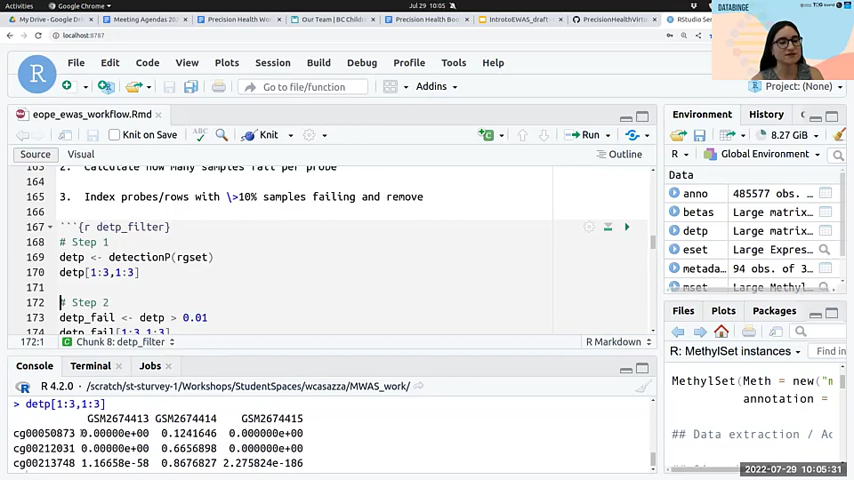 Activities
Google Chrome
Jul 29 10:05
My Drive - Google Dr
Meeting Agendas 202
Precision Health Wo
Our Team | BC Childre
Precision Health Boo
IntrotoEWAS_draft -
PrecisionHealthVirtu
RStudio Se
localhost:8787
DATABINGE
File Edit Code View Plots Session Build Debug Profile Tools Help
Go to file/function
Addins
Project: (None)
eope_ewas_workflow.Rmd
Knit on Save
Knit
Run
Source
Visual
Outline
163 2. Calculate how many samples fail per probe
164
165 3. Index probes/rows with \>10% samples failing and remove
166
167 ```{r detp_filter}
168 # Step 1
169 detp <- detectionP(rgset)
170 detp[1:3,1:3]
171
172 # Step 2
173 detp_fail <- detp > 0.01
174 detp_fail[1:3,1:3]
172:1
Chunk 8: detp_filter
R Markdown
Console
Terminal
Jobs
R 4.2.0 · /scratch/st-sturvey-1/Workshops/StudentSpaces/wcasazza/MWAS_work/
> detp[1:3,1:3]
GSM2674413 GSM2674414 GSM2674415
cg00050873 0.00000e+00 0.1241646 0.000000e+00
cg00212031 0.00000e+00 0.6656898 0.000000e+00
cg00213748 1.16658e-58 0.8676827 2.275824e-186
Environment
History
8.27 GiB
R
Global Environment
Data
anno 485577 obs. …
betas Large matrix…
detp Large matrix…
eset Large Expres…
metada… 94 obs. of 3…
mset Large Methyl…
Files
Plots
Packages
R: MethylSet instances
Find in
MethylSet(Meth = new("m
annotation =
## Data extraction / Ac
2022-07-29 10:05:31